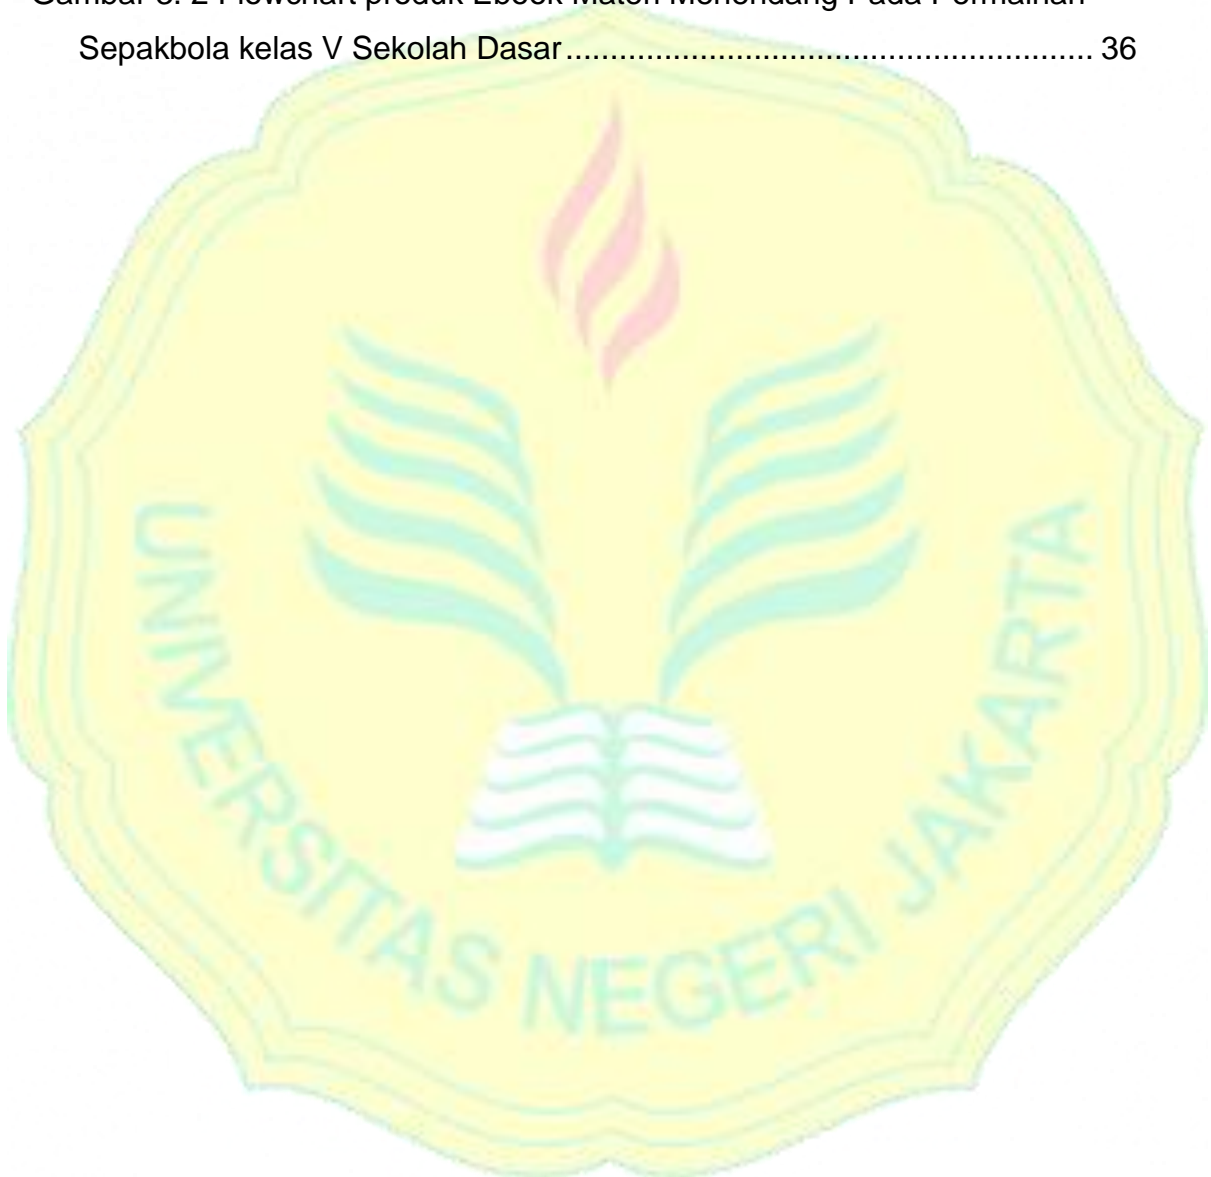 Gambar 3. 2 Flowchart produk Ebook Materi Menendang Pada Permainan
Sepakbola kelas V Sekolah Dasar........................................................... 36
UNIVERSITAS NEGERI JAKARTA